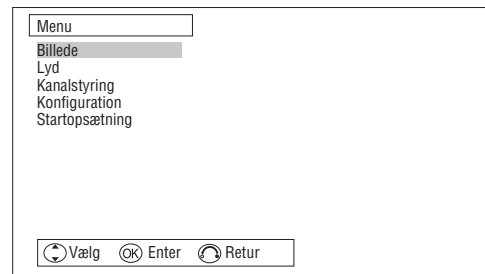 Menu
Billede
Lyd
Kanalstyring
Konfiguration
Startopsætning
Vælg OK Enter Retur